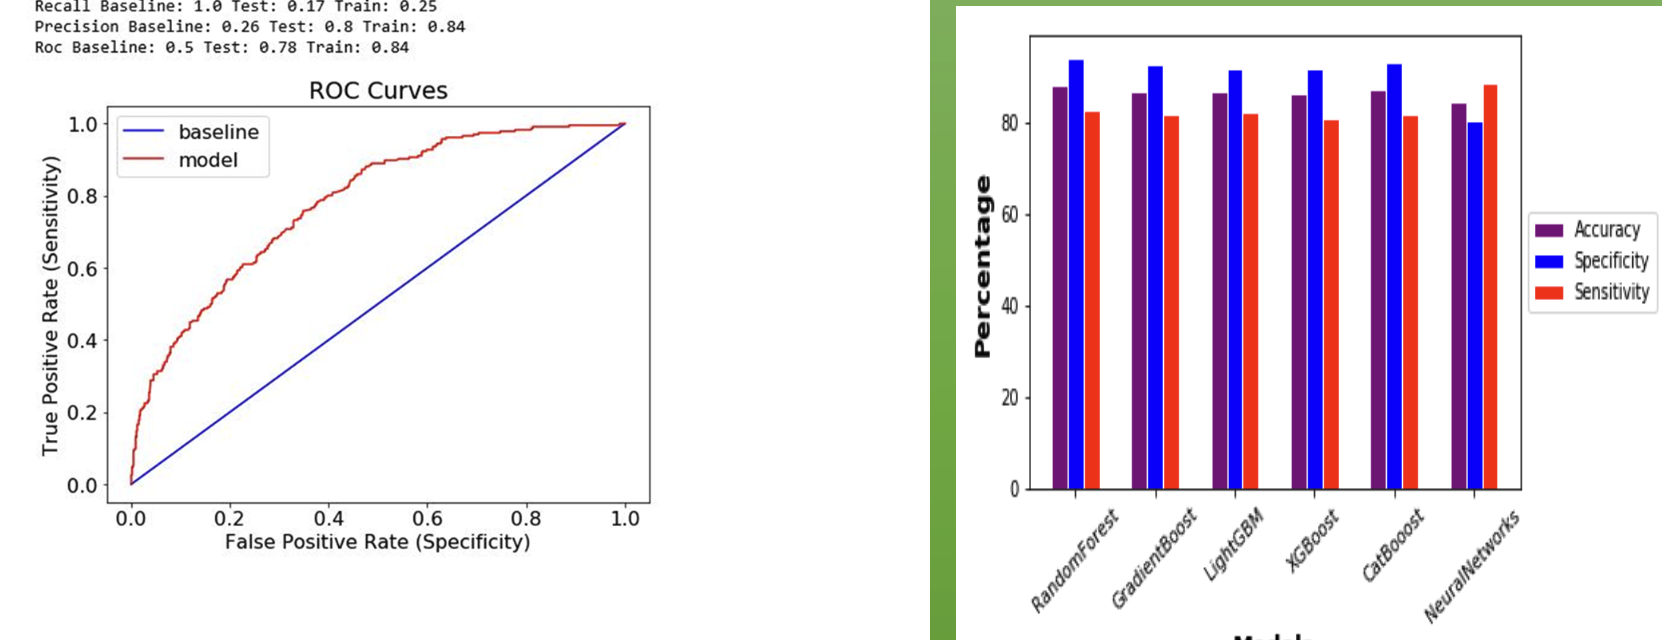 Recall Baseline: 1.0 Test: 0.17 Train: 0.25
Precision Baseline: 0.26 Test: 0.8 Train: 0.84
Roc Baseline: 0.5 Test: 0.78 Train: 0.84
ROC Curves
baseline
model
True Positive Rate (Sensitivity)
1.0
0.8
0.6
0.4
0.2
0.0
0.0 0.2 0.4 0.6 0.8 1.0
False Positive Rate (Specificity)
Percentage
80
60
40
20
0
RandomForest
GradientBoost
LightGBM
XGBoost
CatBooost
NeuralNetworks
Accuracy
Specificity
Sensitivity